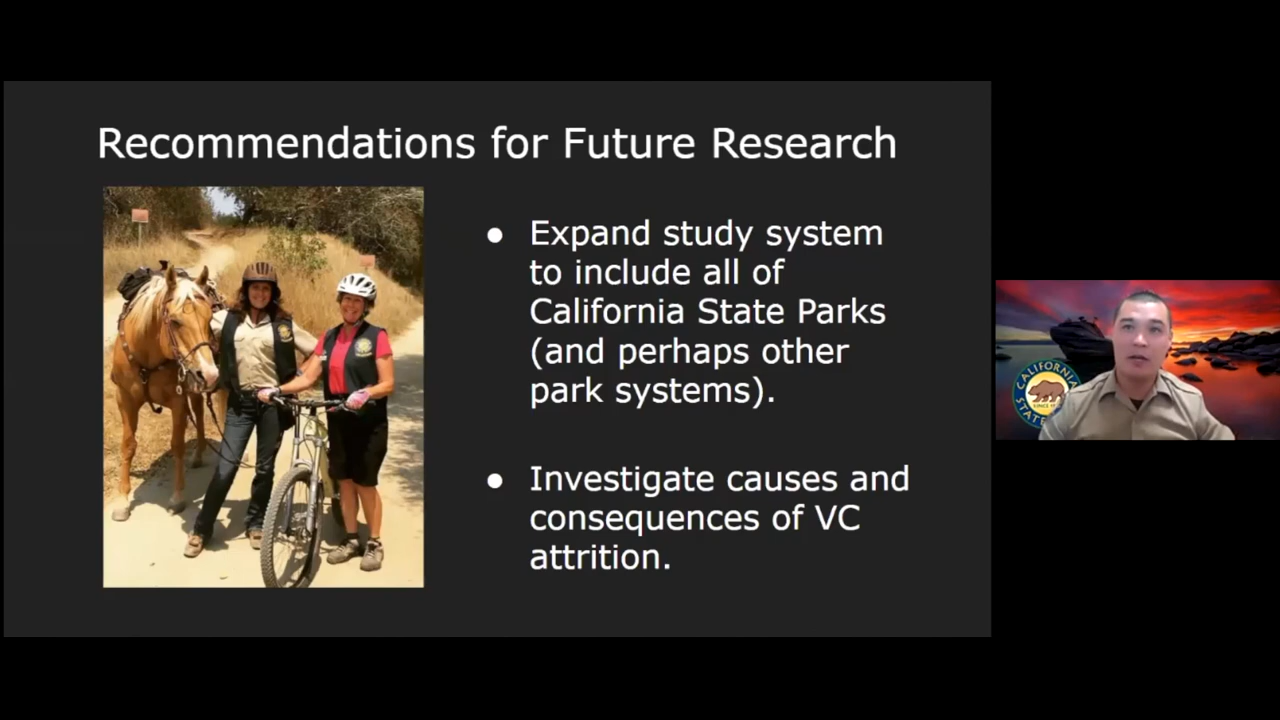 Recommendations for Future Research
● Expand study system
to include all of
California State Parks
(and perhaps other
park systems).
● Investigate causes and
consequences of VC
attrition.
CALIFORNIA
STATE
SINCE